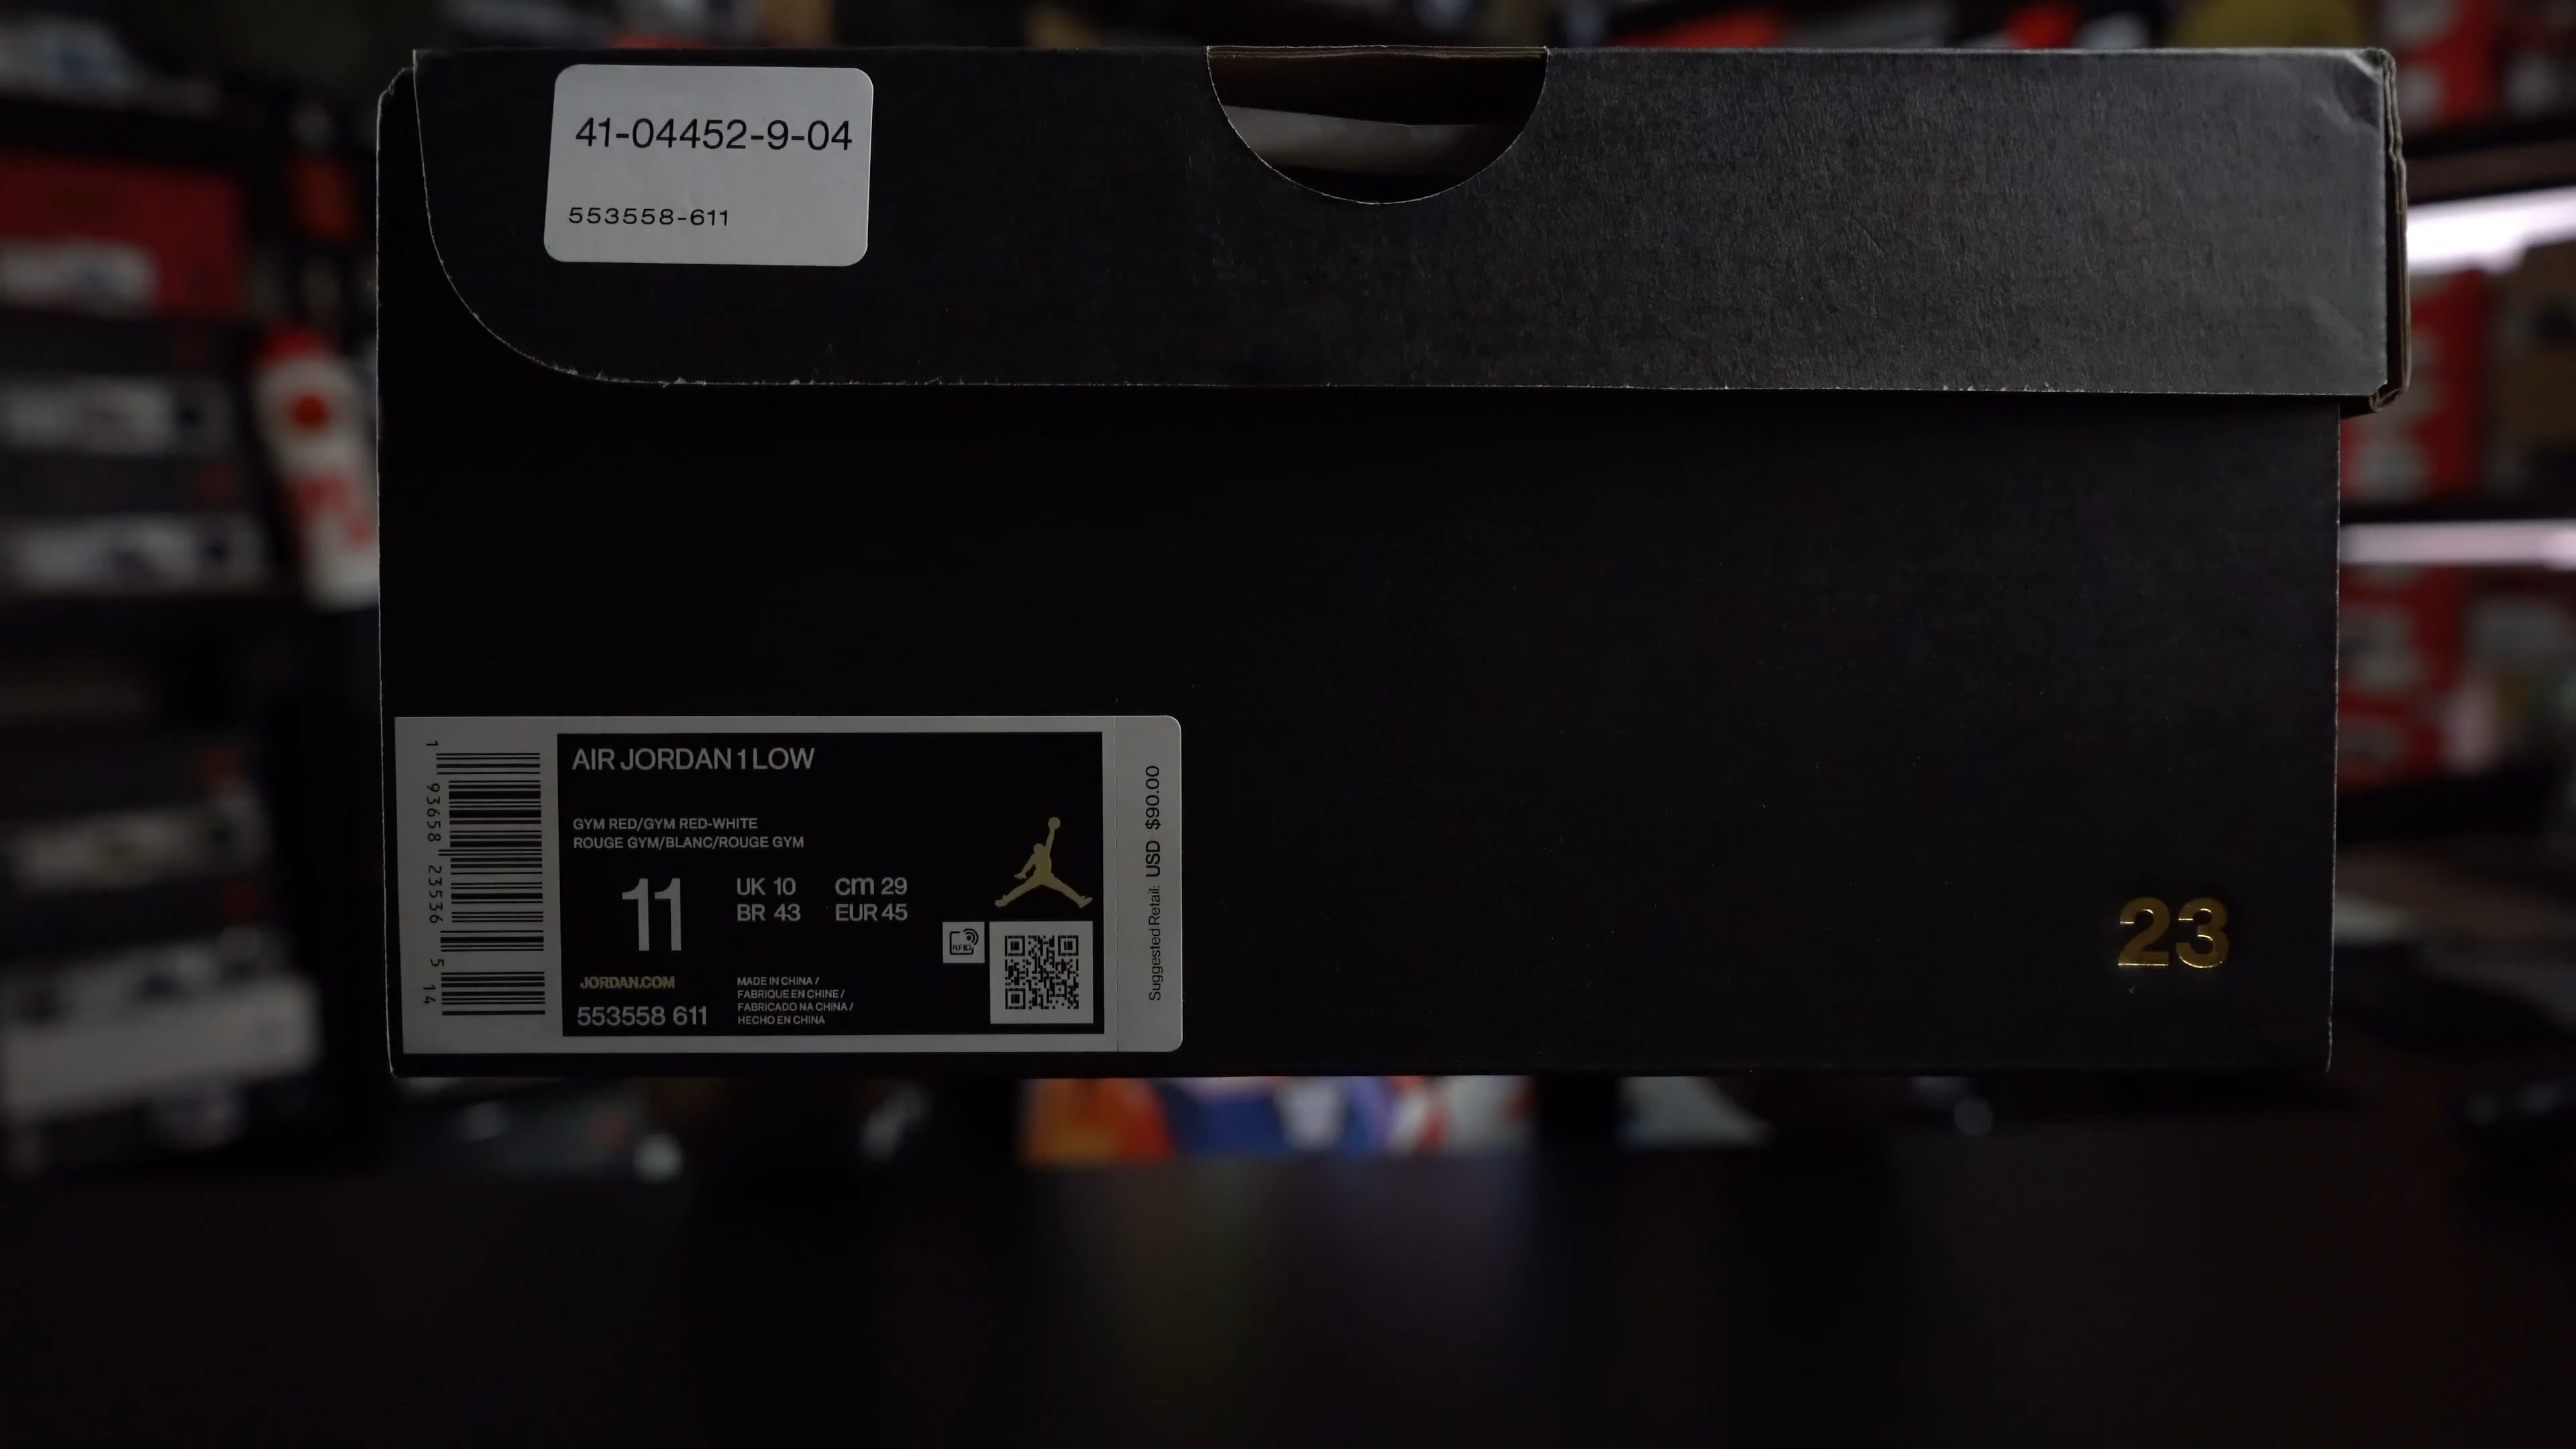 41-04452-9-04
553558-611
AIR JORDAN 1 LOW
GYM RED/GYM RED-WHITE
ROUGE GYM/BLANC/ROUGE GYM
11
UK 10
cm 29
BR 43
EUR 45
JORDAN.COM
553558 611
MADE IN CHINA /
FABRIQUE EN CHINE /
FABRICADO NA CHINA /
HECHO EN CHINA
RFID
1 93658 23536 5 14
Suggested Retail: USD $90.00
23